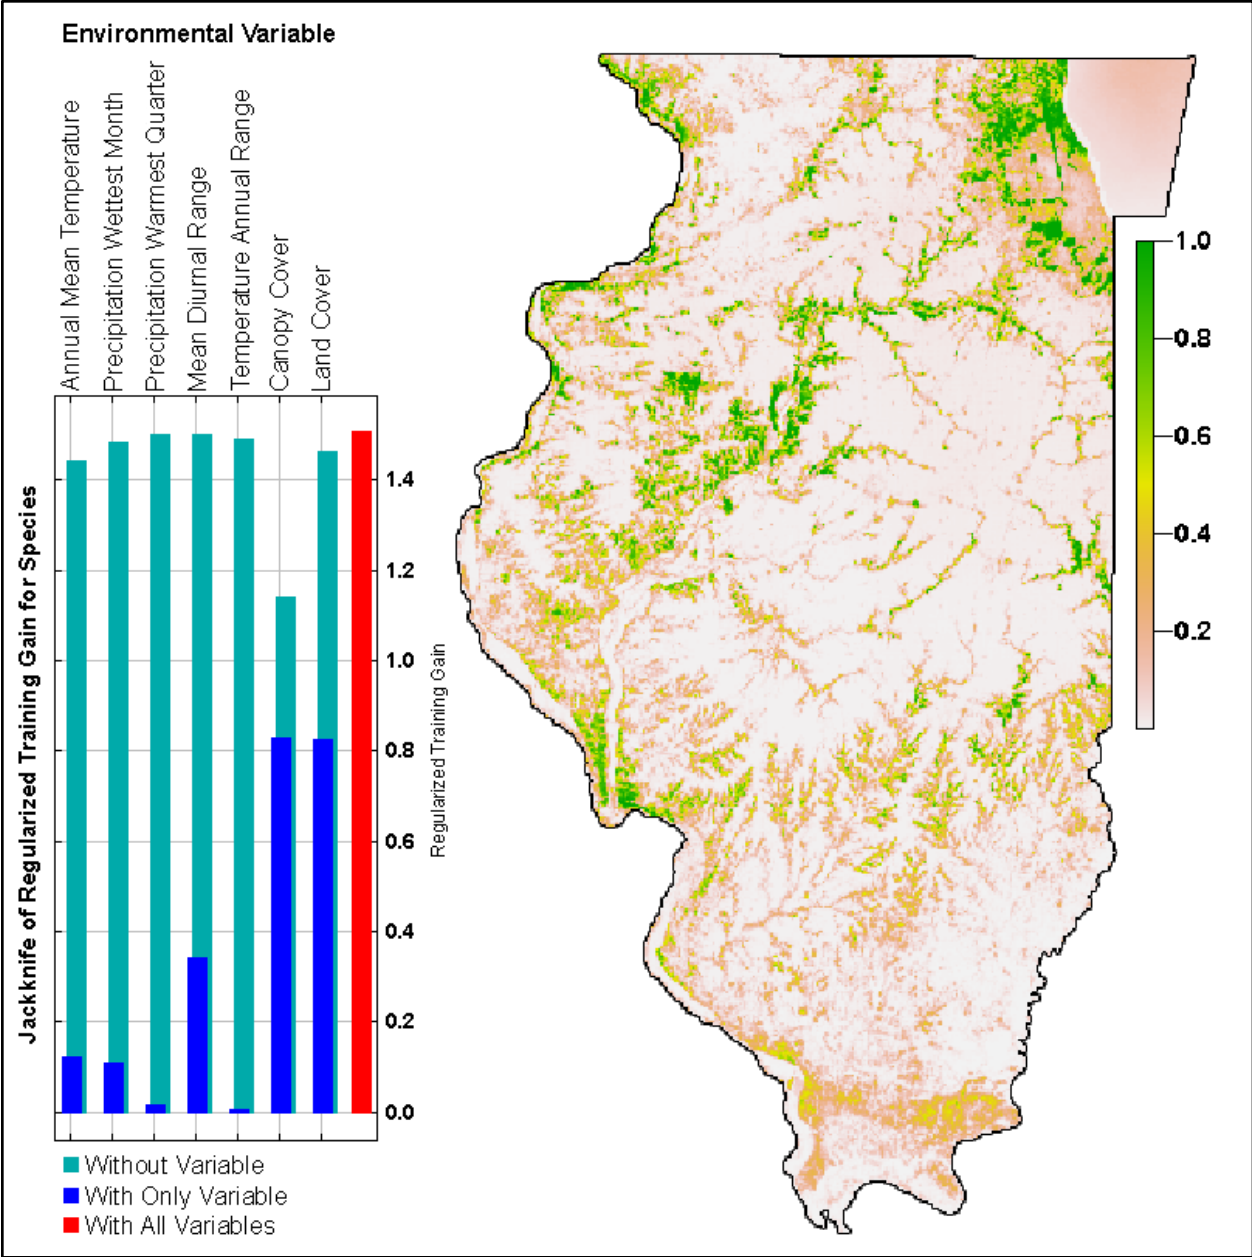 Environmental Variable
Annual Mean Temperature
Precipitation Wettest Month
Precipitation Warmest Quarter
Mean Diurnal Range
Temperature Annual Range
Canopy Cover
Land Cover
Jackknife of Regularized Training Gain for Species
1.4
1.2
1.0
0.8
0.6
0.4
0.2
0.0
Regularized Training Gain
Without Variable
With Only Variable
With All Variables
1.0
0.8
0.6
0.4
0.2